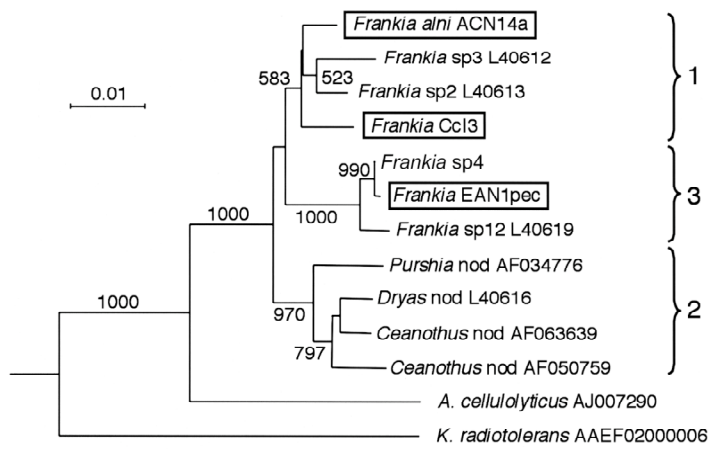 Frankia alni ACN14a
Frankia sp3 L40612
583
523
1
0.01
Frankia sp2 L40613
Frankia CcI3
990
Frankia sp4
Frankia EAN1pec
3
1000
1000
Frankia sp12 L40619
Purshia nod AF034776
Dryas nod L40616
1000
970
2
Ceanothus nod AF063639
797
Ceanothus nod AF050759
A. cellulolyticus AJ007290
K. radiotolerans AAEF02000006